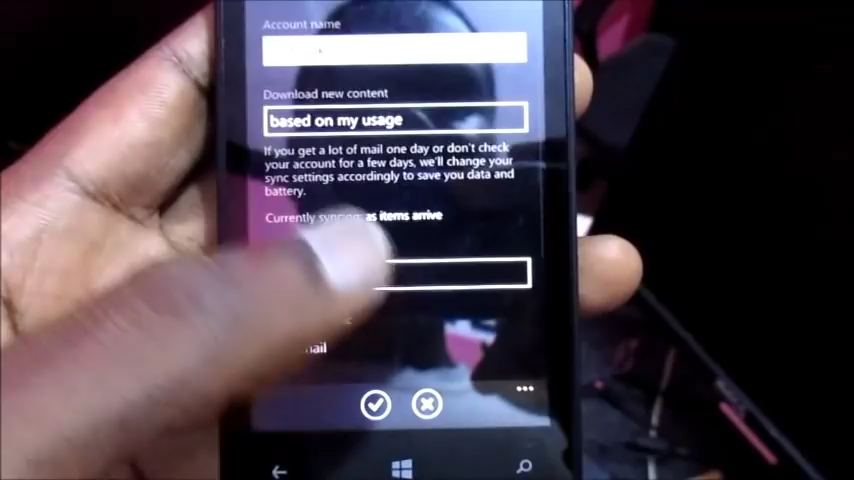 Account name
Download new content
based on my usage
If you get a lot of mail one day or don't check
your account for a few days, we'll change your
sync settings accordingly to save you data and
battery.
Currently syncing: as items arrive